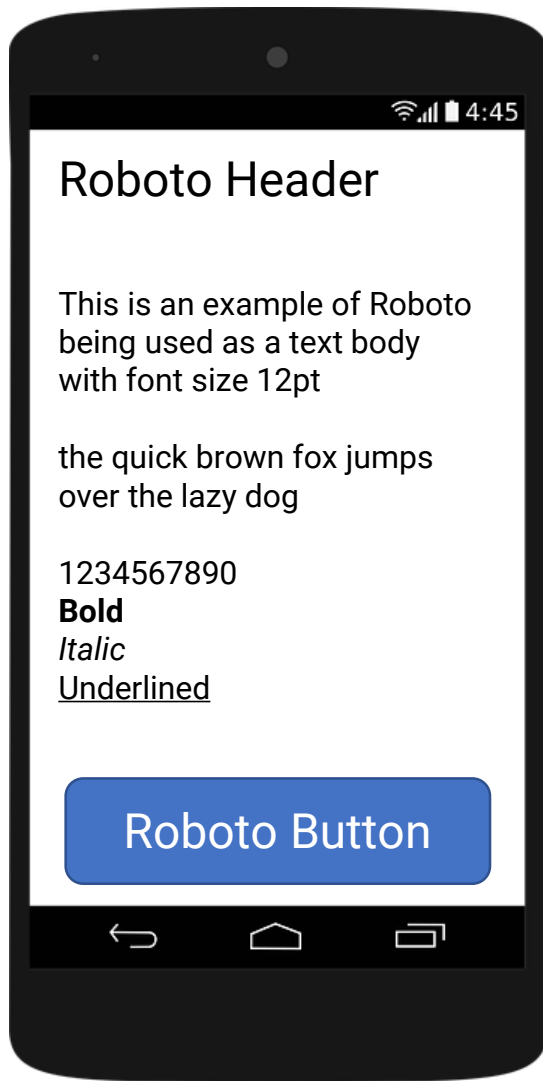 4:45
Roboto Header
This is an example of Roboto
being used as a text body
with font size 12pt
the quick brown fox jumps
over the lazy dog
1234567890
Bold
Italic
Underlined
Roboto Button